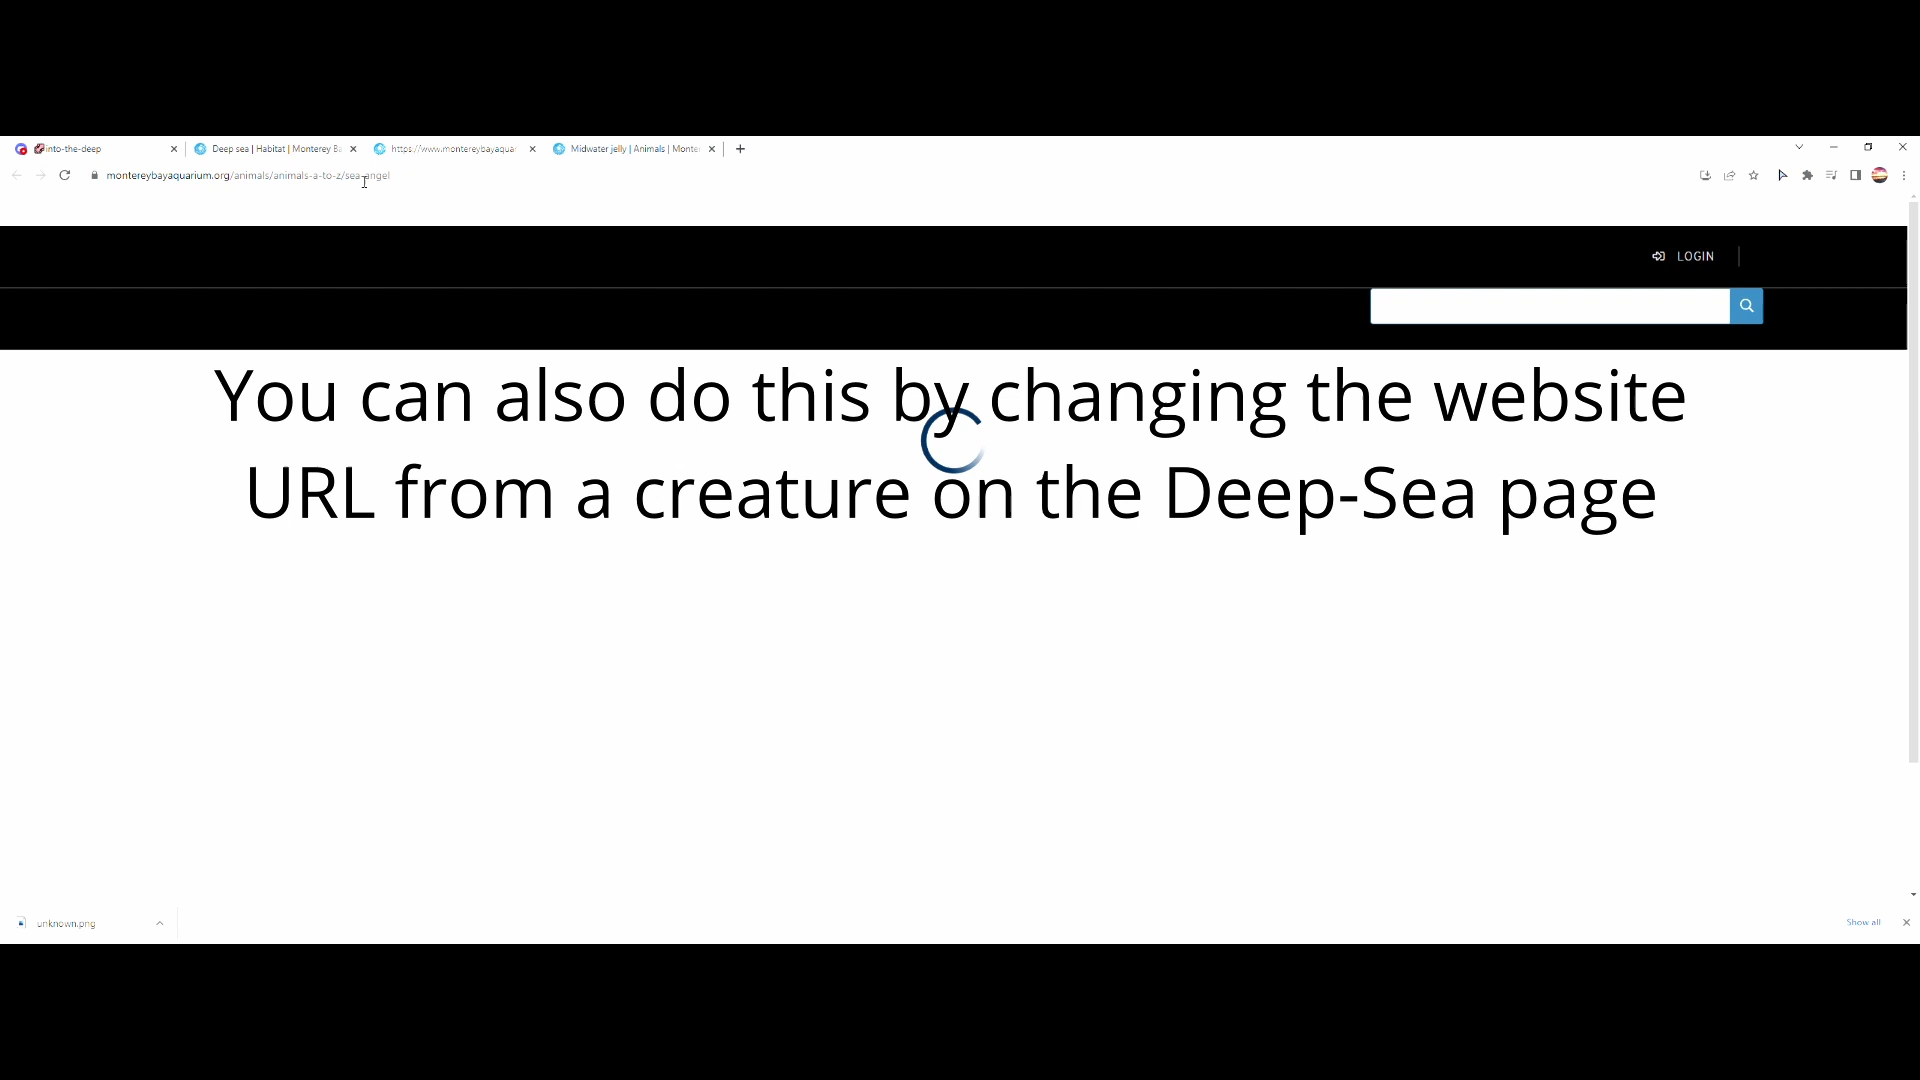 into-the-deep
Deep sea | Habitat | Monterey Ba
https://www.montereybayaquar
Midwater jelly | Animals | Monte
montereybayaquarium.org/animals/animals-a-to-z/sea-angel
LOGIN
You can also do this by changing the website
URL from a creature on the Deep-Sea page
unknown.png
Show all